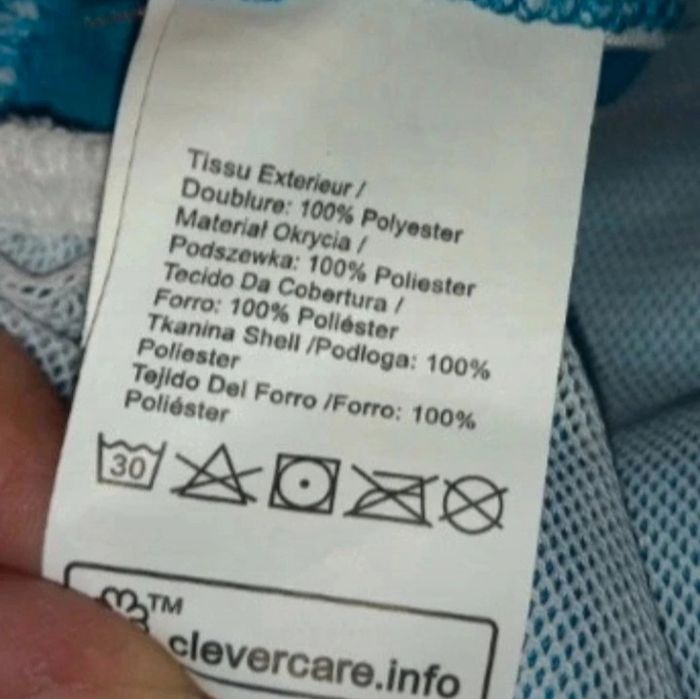 Tissu Exterieur /
Doublure: 100% Polyester
Materiał Okrycia /
Podszewka: 100% Poliester
Tecido Da Cobertura /
Forro: 100% Poliéster
Tkanina Shell /Podloga: 100%
Poliester
Tejido Del Forro /Forro: 100%
Poliéster
30
TM
clevercare.info